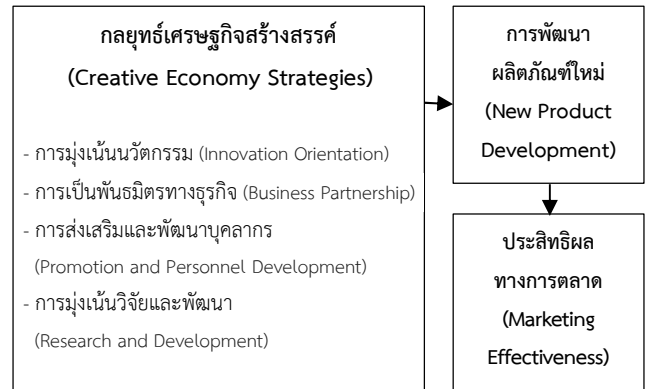 กลยุทธ์เศรษฐกิจสร้างสรรค์
(Creative Economy Strategies)
- การมุ่งเน้นนวัตกรรม (Innovation Orientation)
- การเป็นพันธมิตรทางธุรกิจ (Business Partnership)
- การส่งเสริมและพัฒนาบุคลากร
(Promotion and Personnel Development)
- การมุ่งเน้นวิจัยและพัฒนา
(Research and Development)
การพัฒนา
ผลิตภัณฑ์ใหม่
(New Product
Development)
ประสิทธิผล
ทางการตลาด
(Marketing
Effectiveness)